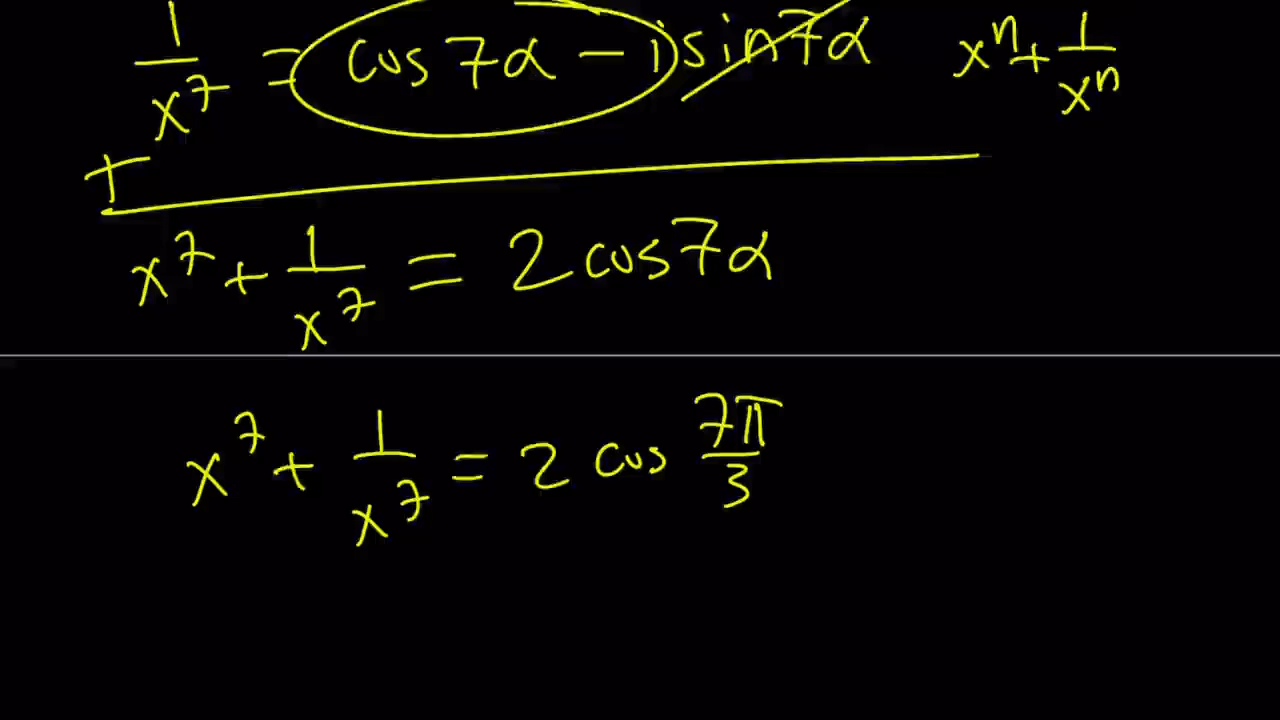 1/x⁷ = cos 7α − i sin 7α   xⁿ + 1/xⁿ
+
x⁷ + 1/x⁷ = 2 cos 7α
x⁷ + 1/x⁷ = 2 cos 7π/3